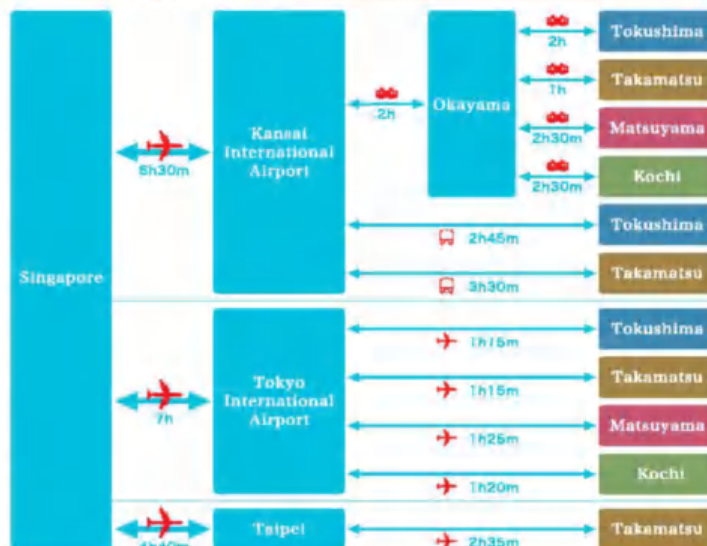 Singapore
6h30m
Kansai
International
Airport
2h
Okayama
2h
Tokushima
1h
Takamatsu
2h30m
Matsuyama
2h30m
Kochi
2h45m
Tokushima
3h30m
Takamatsu
7h
Tokyo
International
Airport
1h15m
Tokushima
1h15m
Takamatsu
1h25m
Matsuyama
1h20m
Kochi
Taipei
2h35m
Takamatsu